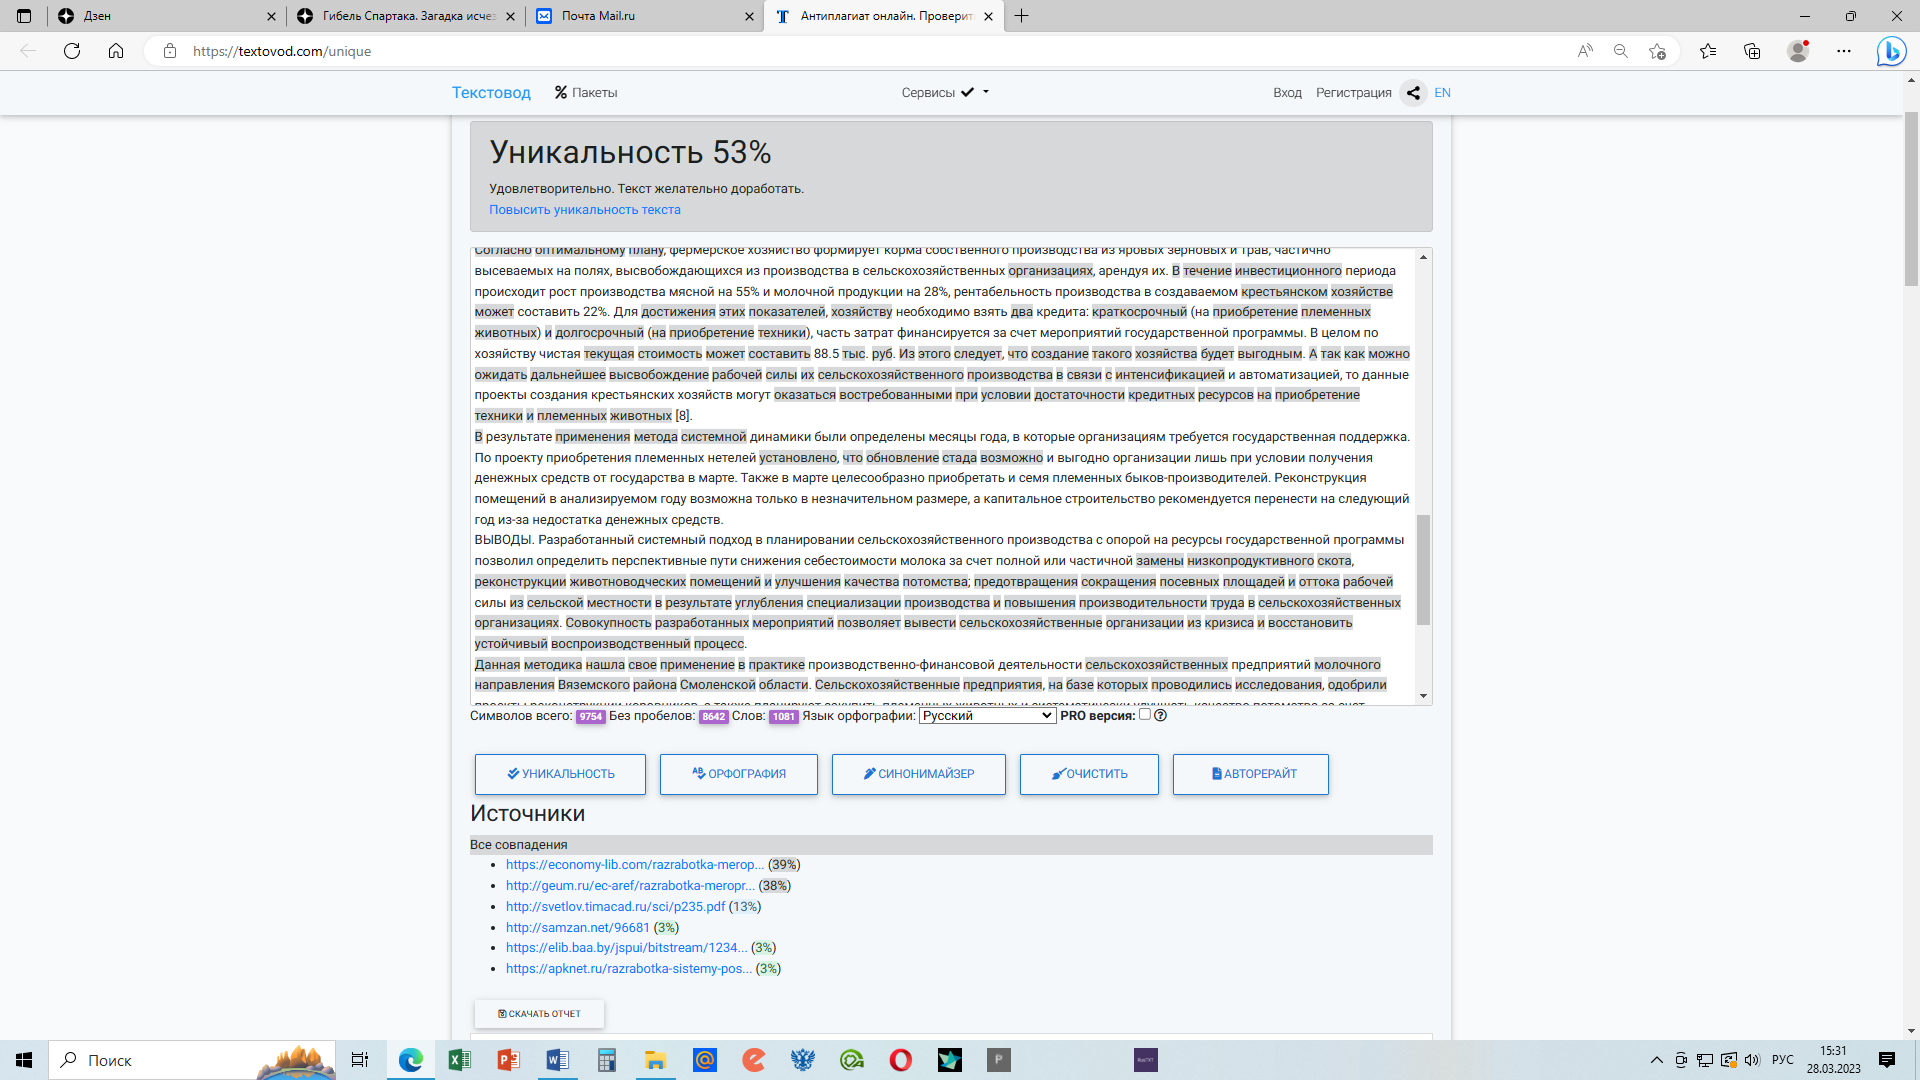 Дзен
Гибель Спартака. Загадка исчез
Почта Mail.ru
Антиплагиат онлайн. Проверит
https://textovod.com/unique
Текстовод
% Пакеты
Сервисы
Вход
Регистрация
EN
Уникальность 53%
Удовлетворительно. Текст желательно доработать.
Повысить уникальность текста
Согласно оптимальному плану, фермерское хозяйство формирует корма собственного производства из яровых зерновых и трав, частично
высеваемых на полях, высвобождающихся из производства в сельскохозяйственных организациях, арендуя их. В течение инвестиционного периода
происходит рост производства мясной на 55% и молочной продукции на 28%, рентабельность производства в создаваемом крестьянском хозяйстве
может составить 22%. Для достижения этих показателей, хозяйству необходимо взять два кредита: краткосрочный (на приобретение племенных
животных) и долгосрочный (на приобретение техники), часть затрат финансируется за счет мероприятий государственной программы. В целом по
хозяйству чистая текущая стоимость может составить 88.5 тыс. руб. Из этого следует, что создание такого хозяйства будет выгодным. А так как можно
ожидать дальнейшее высвобождение рабочей силы их сельскохозяйственного производства в связи с интенсификацией и автоматизацией, то данные
проекты создания крестьянских хозяйств могут оказаться востребованными при условии достаточности кредитных ресурсов на приобретение
техники и племенных животных [8].
В результате применения метода системной динамики были определены месяцы года, в которые организациям требуется государственная поддержка.
По проекту приобретения племенных нетелей установлено, что обновление стада возможно и выгодно организации лишь при условии получения
денежных средств от государства в марте. Также в марте целесообразно приобретать и семя племенных быков-производителей. Реконструкция
помещений в анализируемом году возможна только в незначительном размере, а капитальное строительство рекомендуется перенести на следующий
год из-за недостатка денежных средств.
ВЫВОДЫ. Разработанный системный подход в планировании сельскохозяйственного производства с опорой на ресурсы государственной программы
позволил определить перспективные пути снижения себестоимости молока за счет полной или частичной замены низкопродуктивного скота,
реконструкции животноводческих помещений и улучшения качества потомства; предотвращения сокращения посевных площадей и оттока рабочей
силы из сельской местности в результате углубления специализации производства и повышения производительности труда в сельскохозяйственных
организациях. Совокупность разработанных мероприятий позволяет вывести сельскохозяйственные организации из кризиса и восстановить
устойчивый воспроизводственный процесс.
Данная методика нашла свое применение в практике производственно-финансовой деятельности сельскохозяйственных предприятий молочного
направления Вяземского района Смоленской области. Сельскохозяйственные предприятия, на базе которых проводились исследования, одобрили
Символов всего: 9754 Без пробелов: 8642 Слов: 1081 Язык орфографии: Русский PRO версия:
УНИКАЛЬНОСТЬ
ОРФОГРАФИЯ
СИНОНИМАЙЗЕР
ОЧИСТИТЬ
АВТОРЕРАЙТ
Источники
Все совпадения
https://economy-lib.com/razrabotka-merop... (39%)
http://geum.ru/ec-aref/razrabotka-meropr... (38%)
http://svetlov.timacad.ru/sci/p235.pdf (13%)
http://samzan.net/96681 (3%)
https://elib.baa.by/jspui/bitstream/1234... (3%)
https://apknet.ru/razrabotka-sistemy-pos... (3%)
СКАЧАТЬ ОТЧЕТ
Поиск
РУС
15:31
28.03.2023